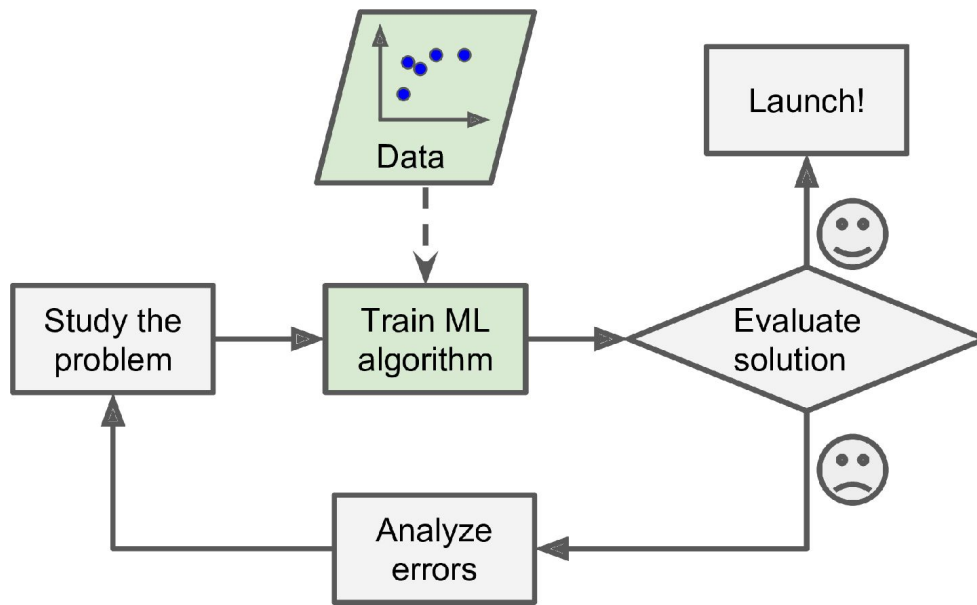 Data
Launch!
Study the
problem
Train ML
algorithm
Evaluate
solution
Analyze
errors